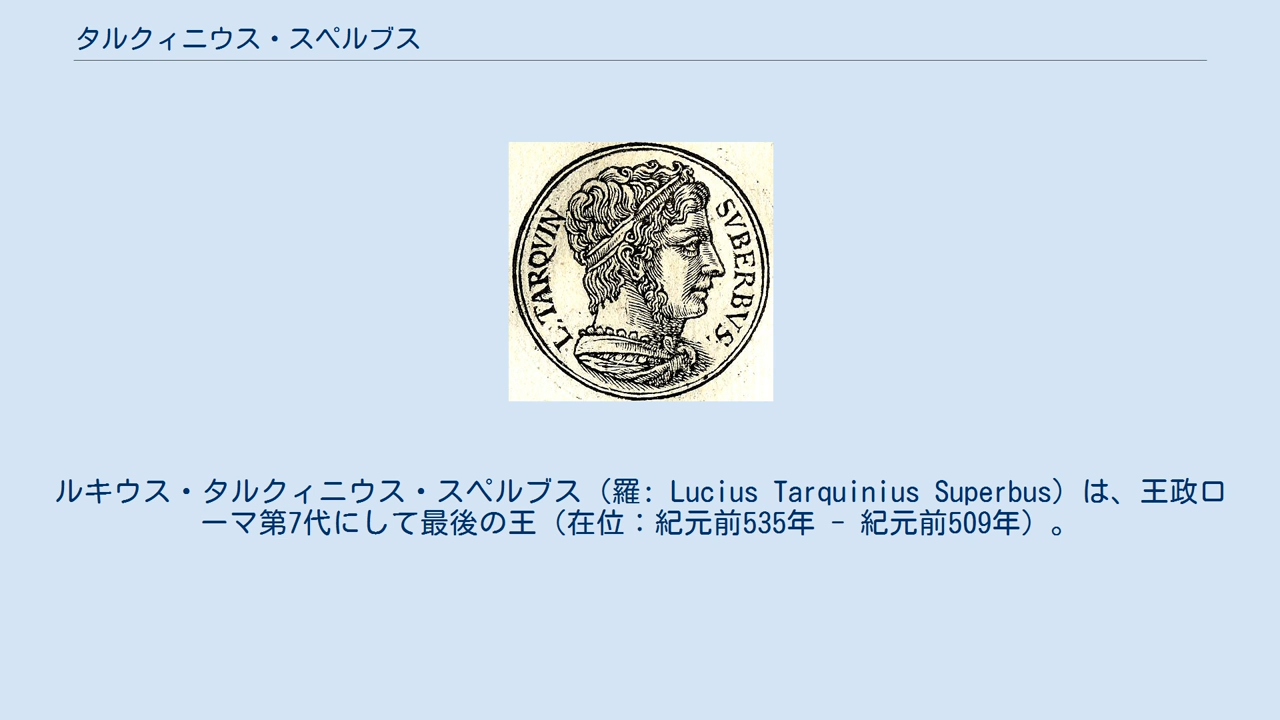 タルクィニウス・スペルブス
L. TARQVIN SVBERBVS.
ルキウス・タルクィニウス・スペルブス（羅: Lucius Tarquinius Superbus）は、王政ロ
ーマ第7代にして最後の王（在位：紀元前535年 - 紀元前509年）。